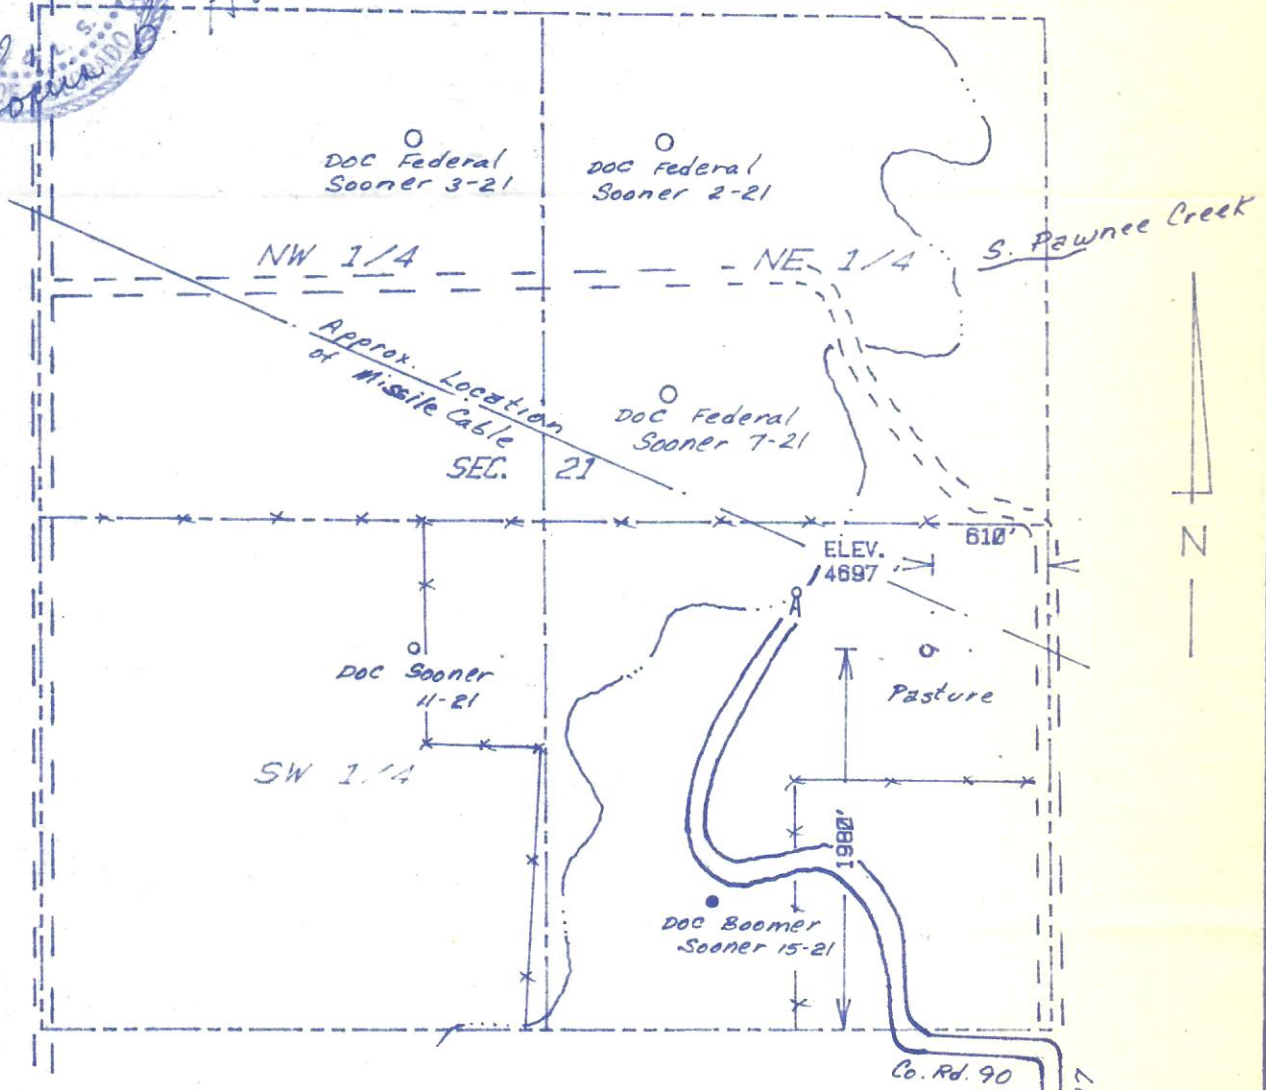 DOC Federal
Sooner 3-21
DOC Federal
Sooner 2-21
S. Pawnee Creek
NW 1/4
NE 1/4
Approx. Location
of Missile Cable
DOC Federal
Sooner 7-21
SEC. 21
610'
ELEV.
4697
N
DOC Sooner
11-21
Pasture
SW 1/4
1980'
DOC Boomer
Sooner 15-21
Co. Rd. 90